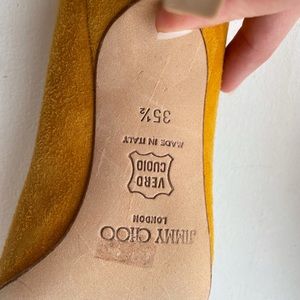 JIMMY CHOO
LONDON
VERO
CUOIO
MADE IN ITALY
35½